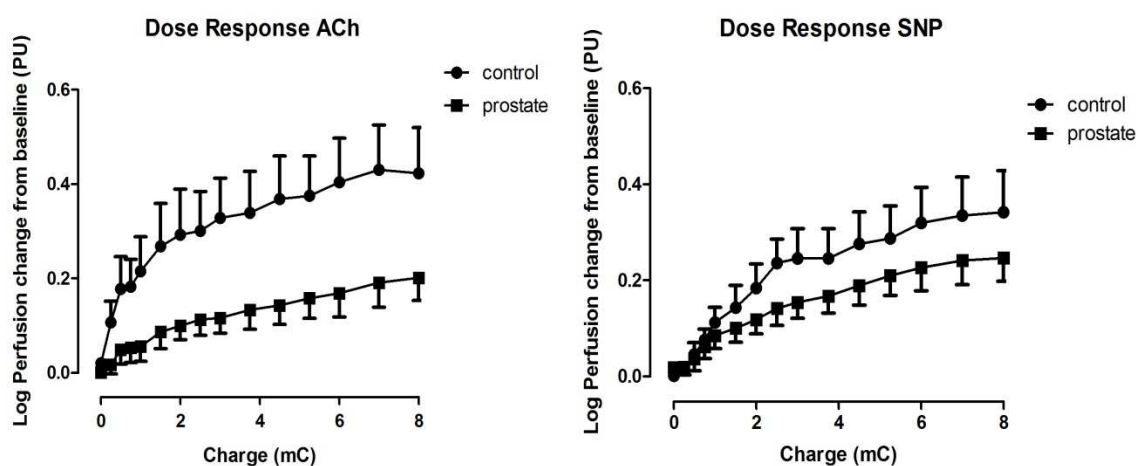 Dose Response ACh
Log Perfusion change from baseline (PU)
0.6
0.4
0.2
0.0
0 2 4 6 8
Charge (mC)
control
prostate
Dose Response SNP
Log Perfusion change from baseline (PU)
0.6
0.4
0.2
0.0
0 2 4 6 8
Charge (mC)
control
prostate